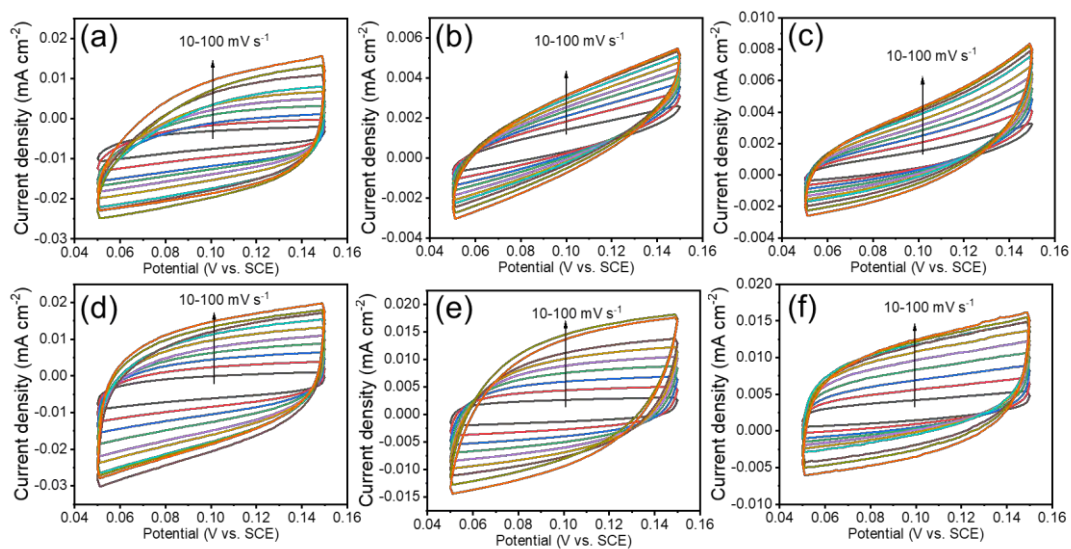 (a)
10-100 mV s⁻¹
Current density (mA cm⁻²)
0.02
0.01
0.00
-0.01
-0.02
-0.03
0.04 0.06 0.08 0.10 0.12 0.14 0.16
Potential (V vs. SCE)
(b)
10-100 mV s⁻¹
Current density (mA cm⁻²)
0.006
0.004
0.002
0.000
-0.002
-0.004
0.04 0.06 0.08 0.10 0.12 0.14 0.16
Potential (V vs. SCE)
(c)
10-100 mV s⁻¹
Current density (mA cm⁻²)
0.010
0.008
0.006
0.004
0.002
0.000
0.002
-0.004
0.04 0.06 0.08 0.10 0.12 0.14 0.16
Potential (V vs. SCE)
(d)
10-100 mV s⁻¹
Current density (mA cm⁻²)
0.02
0.01
0.00
-0.01
-0.02
-0.03
0.04 0.06 0.08 0.10 0.12 0.14 0.16
Potential (V vs. SCE)
(e)
10-100 mV s⁻¹
Current density (mA cm⁻²)
0.020
0.015
0.010
0.005
0.000
-0.005
-0.010
-0.015
0.04 0.06 0.08 0.10 0.12 0.14 0.16
Potential (V vs. SCE)
(f)
10-100 mV s⁻¹
Current density (mA cm⁻²)
0.020
0.015
0.010
0.005
0.000
-0.005
-0.010
0.04 0.06 0.08 0.10 0.12 0.14 0.16
Potential (V vs. SCE)